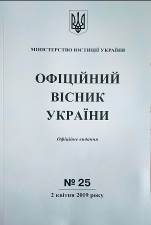 МІНІСТЕРСТВО ЮСТИЦІЇ УКРАЇНИ
ОФІЦІЙНИЙ
ВІСНИК
УКРАЇНИ
Офіційне видання
№ 25
2 квітня 2019 року